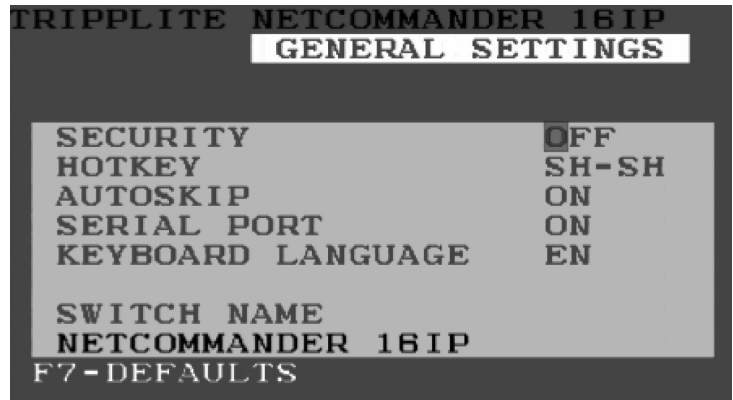 TRIPPLITE NETCOMMANDER 16IP
GENERAL SETTINGS
SECURITY OFF
HOTKEY SH-SH
AUTOSKIP ON
SERIAL PORT ON
KEYBOARD LANGUAGE EN
SWITCH NAME
NETCOMMANDER 16IP
F7-DEFAULTS